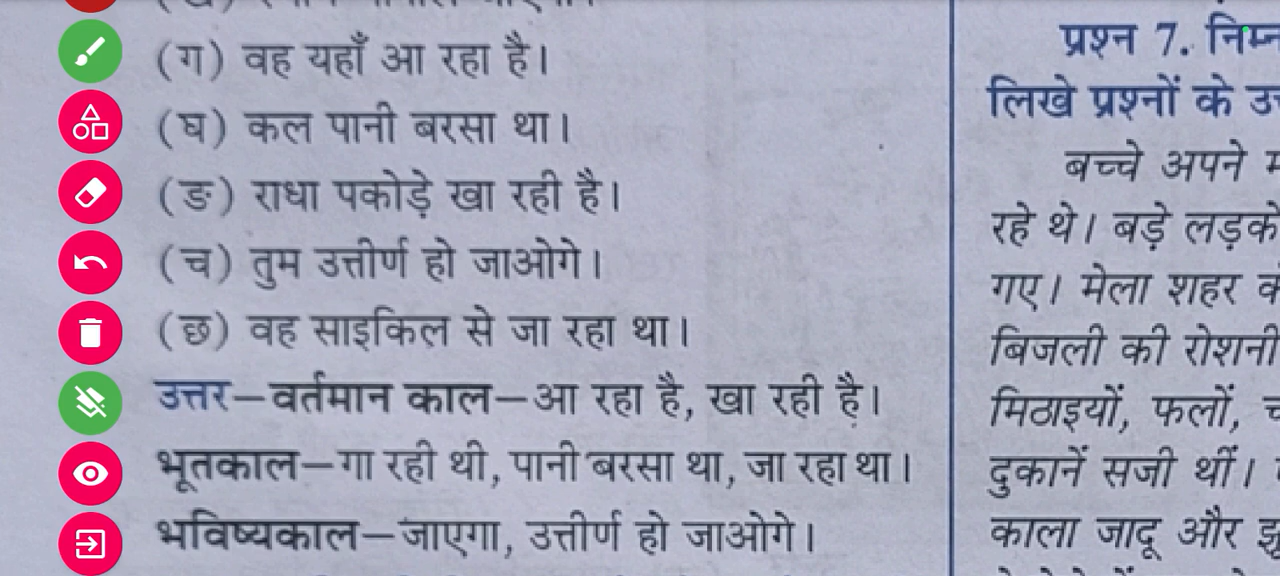 (ग) वह यहाँ आ रहा है।
(घ) कल पानी बरसा था।
(ङ) राधा पकोड़े खा रही है।
(च) तुम उत्तीर्ण हो जाओगे।
(छ) वह साइकिल से जा रहा था।
उत्तर–वर्तमान काल–आ रहा है, खा रही है।
भूतकाल–गा रही थी, पानी बरसा था, जा रहा था।
भविष्यकाल–जाएगा, उत्तीर्ण हो जाओगे।
प्रश्न 7. निम्न
लिखे प्रश्नों के
बच्चे अपने
रहे थे। बड़े लड़के
गए। मेला शहर
बिजली की रोशनी
मिठाइयों, फलों,
दुकानें सजी थीं।
काला जादू और